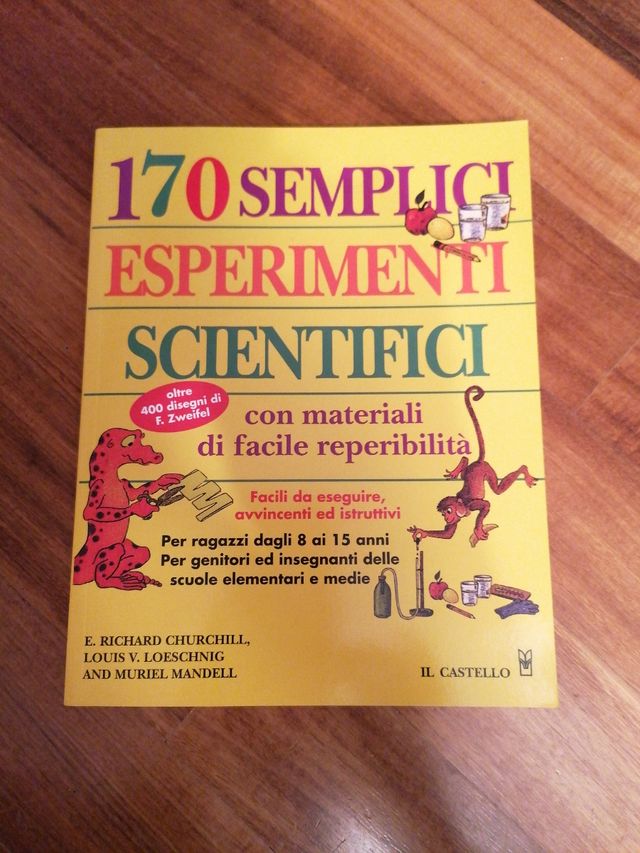 170 SEMPLICI
ESPERIMENTI
SCIENTIFICI
oltre
400 disegni di
F. Zweifel
con materiali
di facile reperibilità
Facili da eseguire,
avvincenti ed istruttivi
Per ragazzi dagli 8 ai 15 anni
Per genitori ed insegnanti delle
scuole elementari e medie
E. RICHARD CHURCHILL,
LOUIS V. LOESCHNIG
AND MURIEL MANDELL
IL CASTELLO